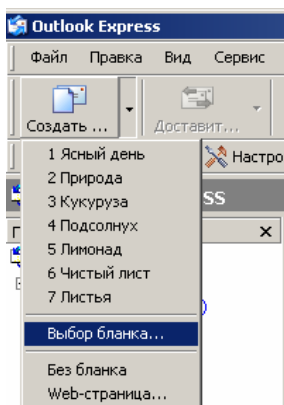 Outlook Express
Файл Правка Вид Сервис
Создать ... Доставит...
1 Ясный день
Настро
2 Природа
3 Кукуруза
ss
4 Подсолнух
5 Лимонад
6 Чистый лист
7 Листья
Выбор бланка...
Без бланка
Web-страница...